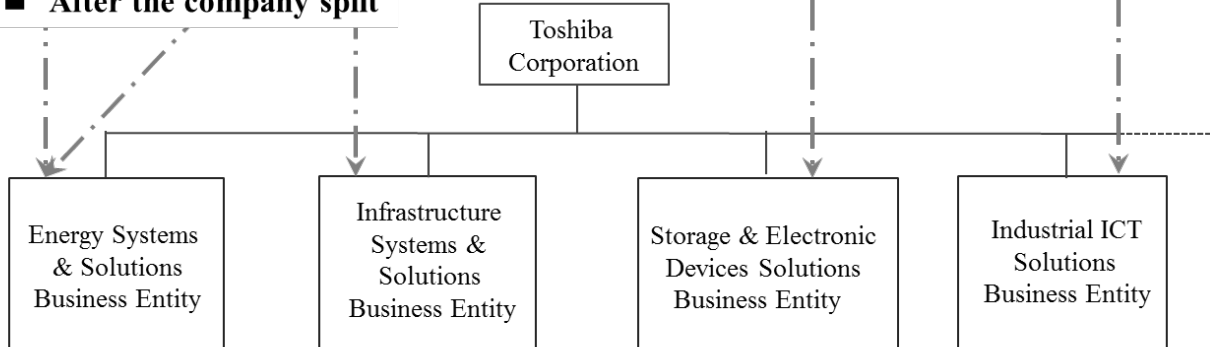 ■ After the company split
Toshiba
Corporation
Energy Systems
& Solutions
Business Entity
Infrastructure
Systems &
Solutions
Business Entity
Storage & Electronic
Devices Solutions
Business Entity
Industrial ICT
Solutions
Business Entity